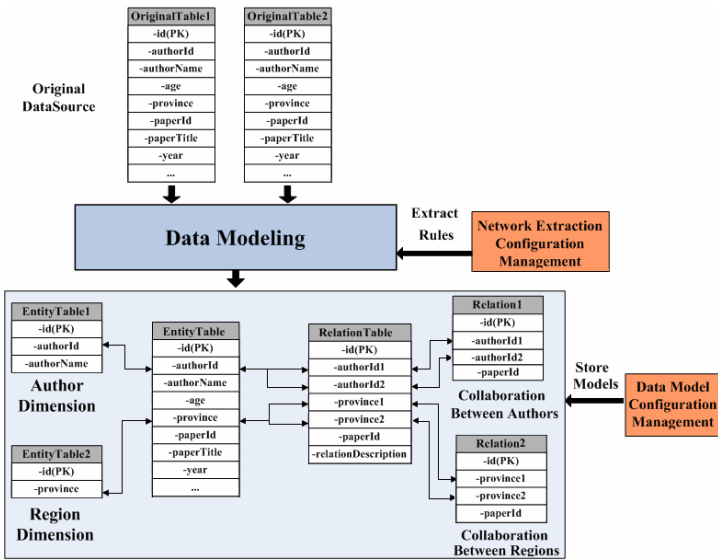 OriginalTable1
-id(PK)
-authorId
-authorName
-age
-province
-paperId
-paperTitle
-year
...
OriginalTable2
-id(PK)
-authorId
-authorName
-age
-province
-paperId
-paperTitle
-year
...
Original
DataSource
Data Modeling
Extract
Rules
Network Extraction
Configuration
Management
EntityTable1
-id(PK)
-authorId
-authorName
Author
Dimension
EntityTable2
-id(PK)
-province
Region
Dimension
EntityTable
-id(PK)
-authorId
-authorName
-age
-province
-paperId
-paperTitle
-year
...
RelationTable
-id(PK)
-authorId1
-authorId2
-province1
-province2
-paperId
-relationDescription
Relation1
-id(PK)
-authorId1
-authorId2
-paperId
Collaboration
Between Authors
Relation2
-id(PK)
-province1
-province2
-paperId
Collaboration
Between Regions
Store
Models
Data Model
Configuration
Management